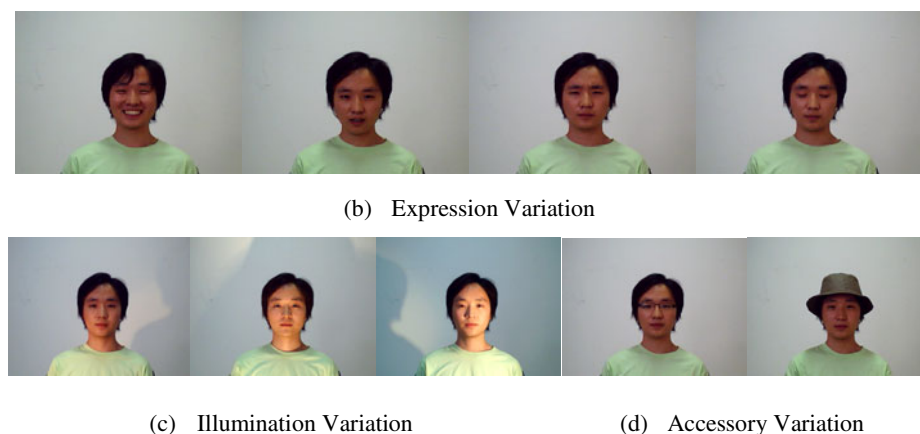 (b) Expression Variation
(c) Illumination Variation
(d) Accessory Variation